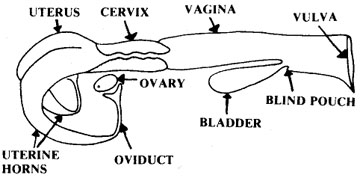 UTERUS
CERVIX
VAGINA
VULVA
OVARY
BLIND POUCH
BLADDER
UTERINE
HORNS
OVIDUCT